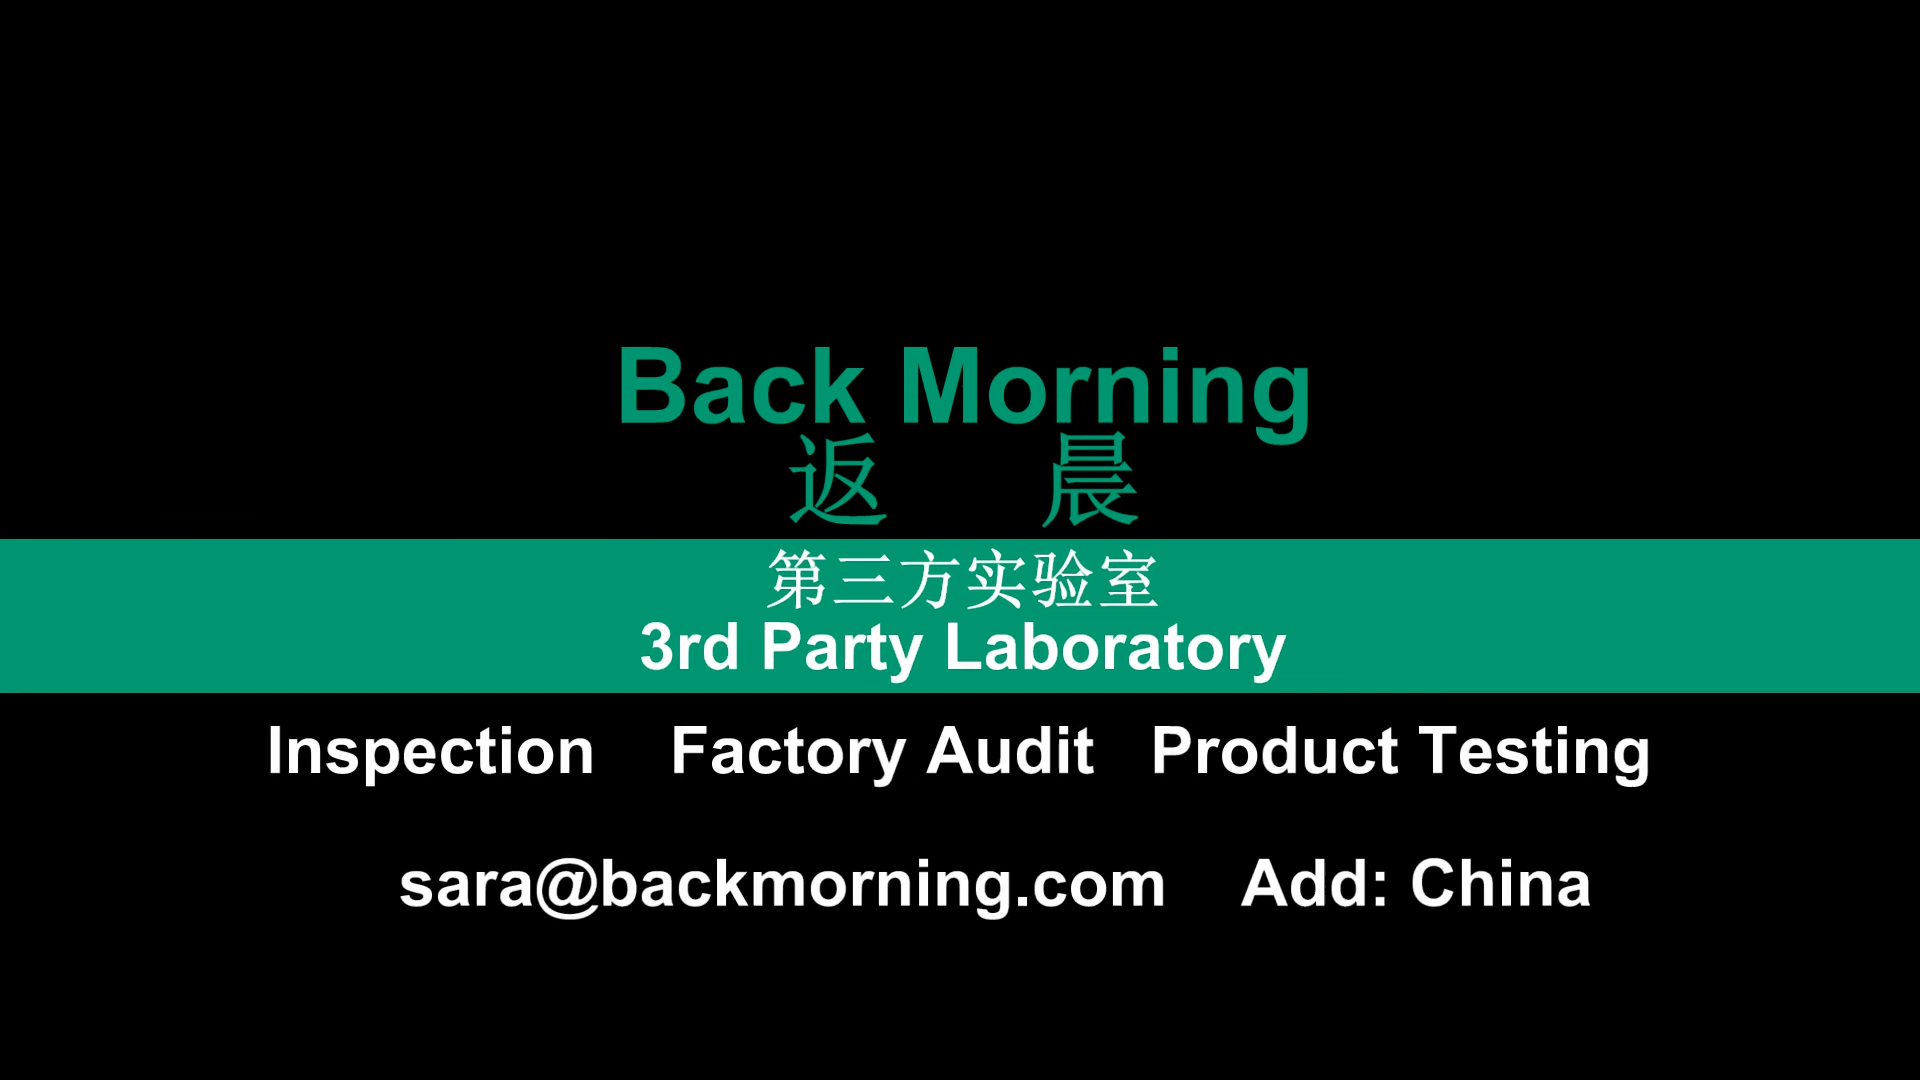 Back Morning
返 晨
第三方实验室
3rd Party Laboratory
Inspection Factory Audit Product Testing
sara@backmorning.com Add: China